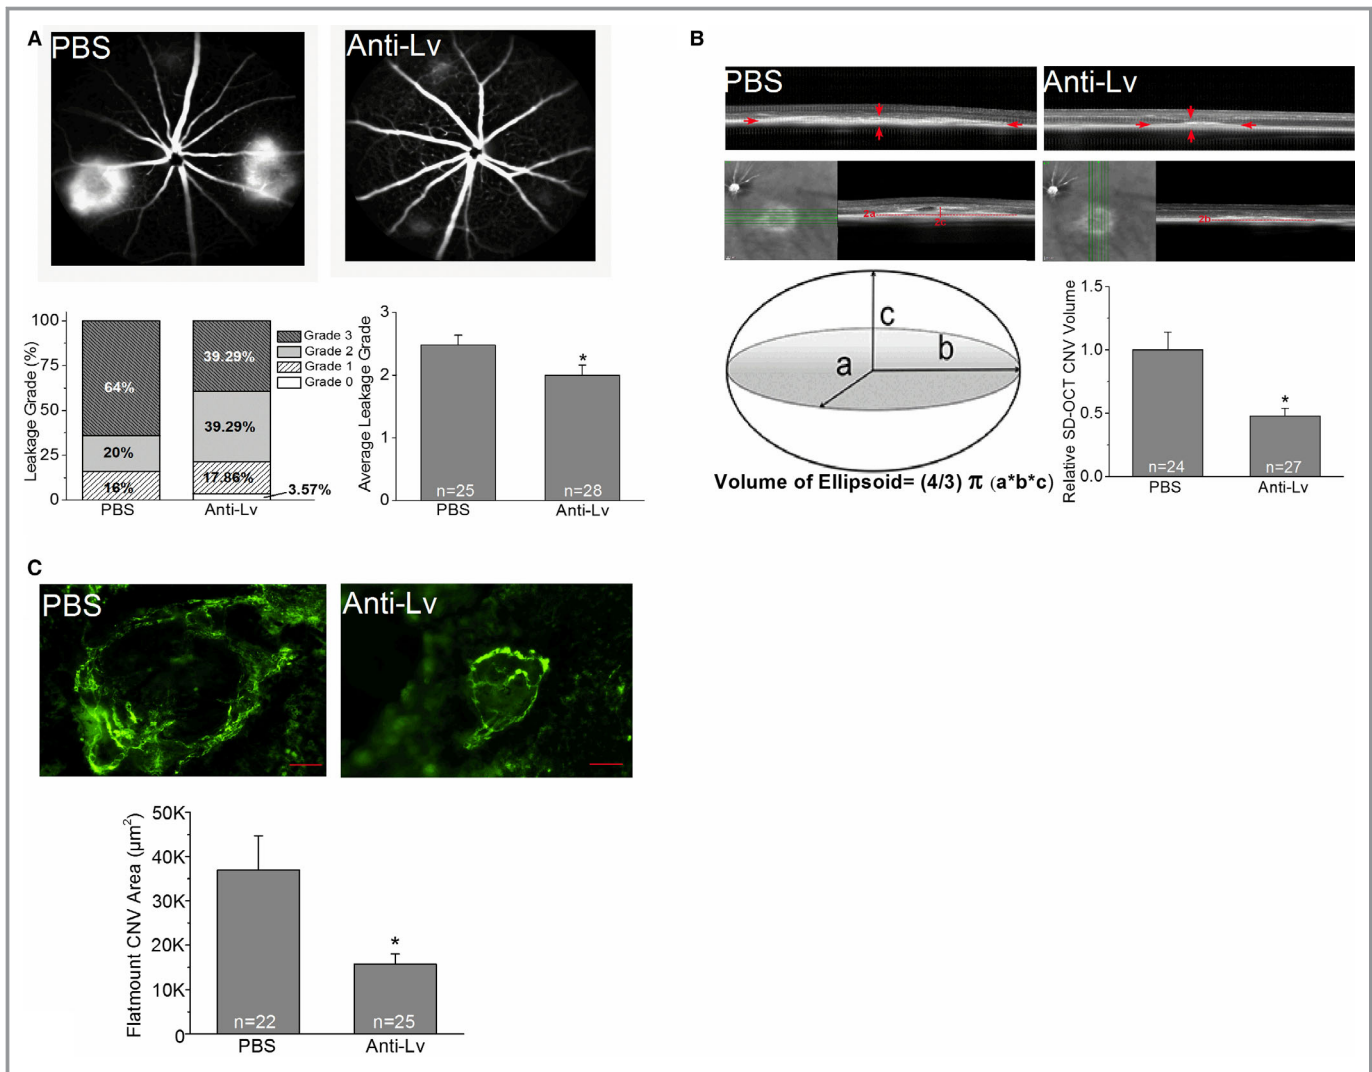 A
PBS
Anti-Lv
Leakage Grade (%)
100
75
50
25
0
64%
20%
16%
39.29%
39.29%
17.86%
3.57%
PBS
Anti-Lv
Grade 3
Grade 2
Grade 1
Grade 0
Average Leakage Grade
3
2
1
0
*
n=25
n=28
PBS
Anti-Lv
B
PBS
Anti-Lv
2a
2c
2b
c
b
a
Volume of Ellipsoid= (4/3) π (a*b*c)
Relative SD-OCT CNV Volume
1.5
1.0
0.5
0.0
*
n=24
n=27
PBS
Anti-Lv
C
PBS
Anti-Lv
Flatmount CNV Area (µm²)
50K
40K
30K
20K
10K
0
*
n=22
n=25
PBS
Anti-Lv